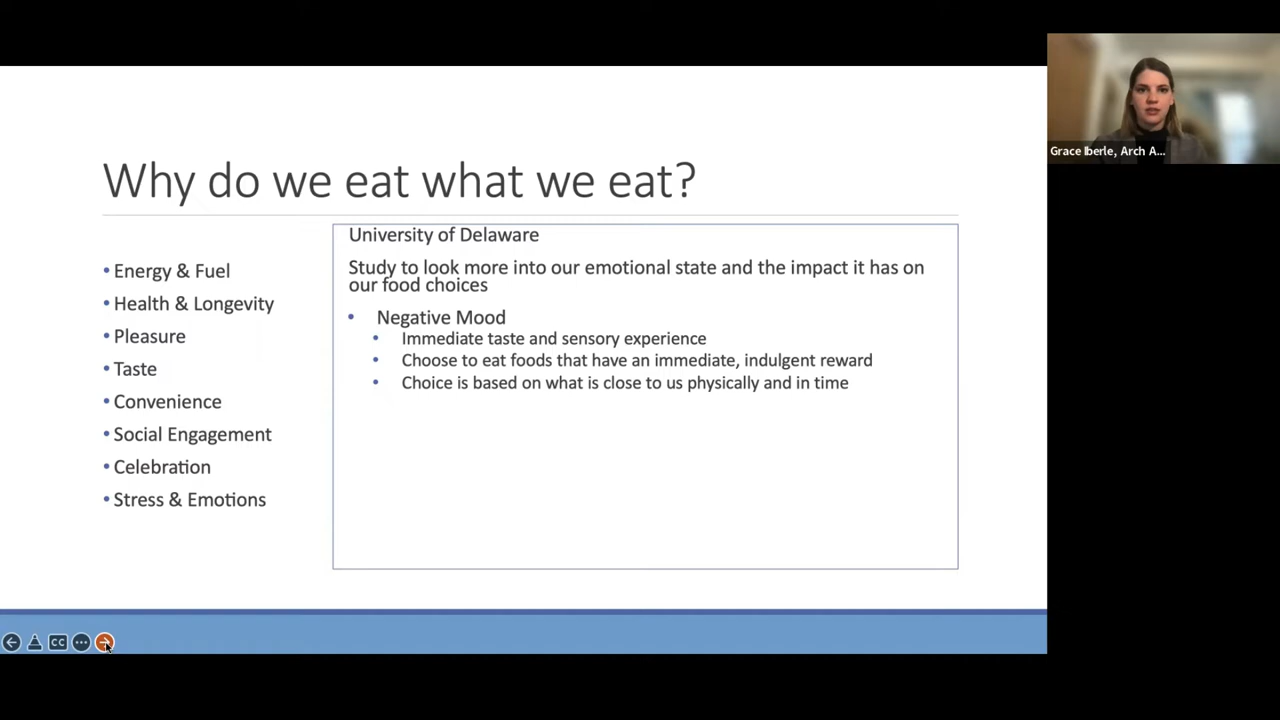 Why do we eat what we eat?
• Energy & Fuel
• Health & Longevity
• Pleasure
• Taste
• Convenience
• Social Engagement
• Celebration
• Stress & Emotions
University of Delaware
Study to look more into our emotional state and the impact it has on
our food choices
• Negative Mood
• Immediate taste and sensory experience
• Choose to eat foods that have an immediate, indulgent reward
• Choice is based on what is close to us physically and in time
Grace Iberle, Arch A...
CC